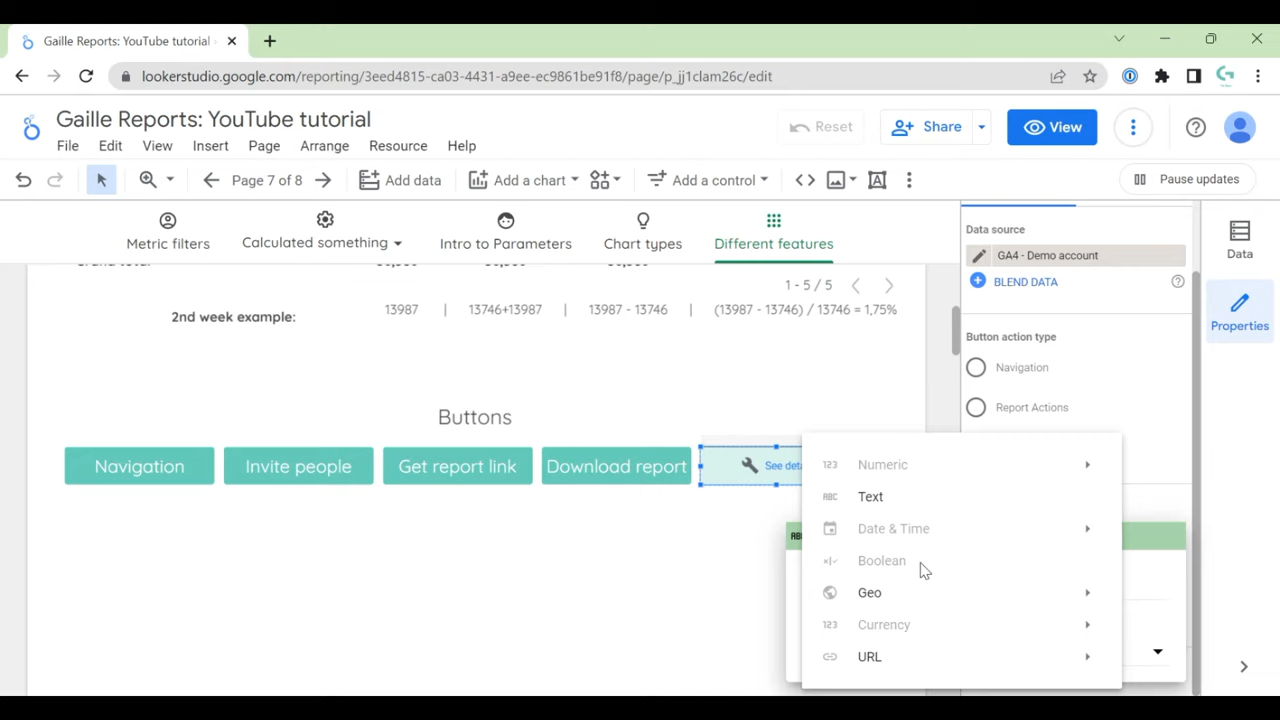 Gaille Reports: YouTube tutorial
lookerstudio.google.com/reporting/3eed4815-ca03-4431-a9ee-ec9861be91f8/page/p_jj1clam26c/edit
Gaille Reports: YouTube tutorial
Reset
Share
View
File Edit View Insert Page Arrange Resource Help
Page 7 of 8
Add data
Add a chart
Add a control
Pause updates
Metric filters
Calculated something
Intro to Parameters
Chart types
Different features
Data source
GA4 - Demo account
BLEND DATA
Data
Properties
1 - 5 / 5
2nd week example: 13987 | 13746+13987 | 13987 - 13746 | (13987 - 13746) / 13746 = 1,75%
Button action type
Navigation
Report Actions
Buttons
Navigation
Invite people
Get report link
Download report
See deta
123 Numeric
ABC Text
Date & Time
Boolean
Geo
123 Currency
URL